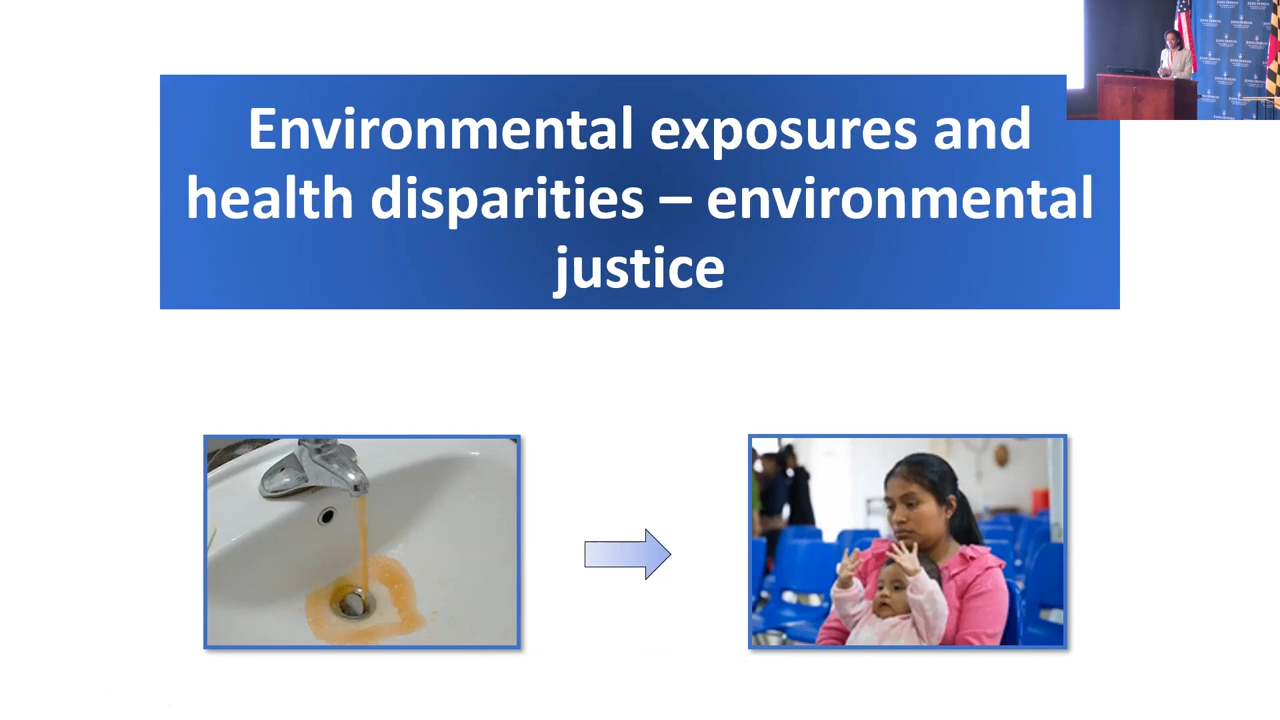 Environmental exposures and
health disparities – environmental
justice